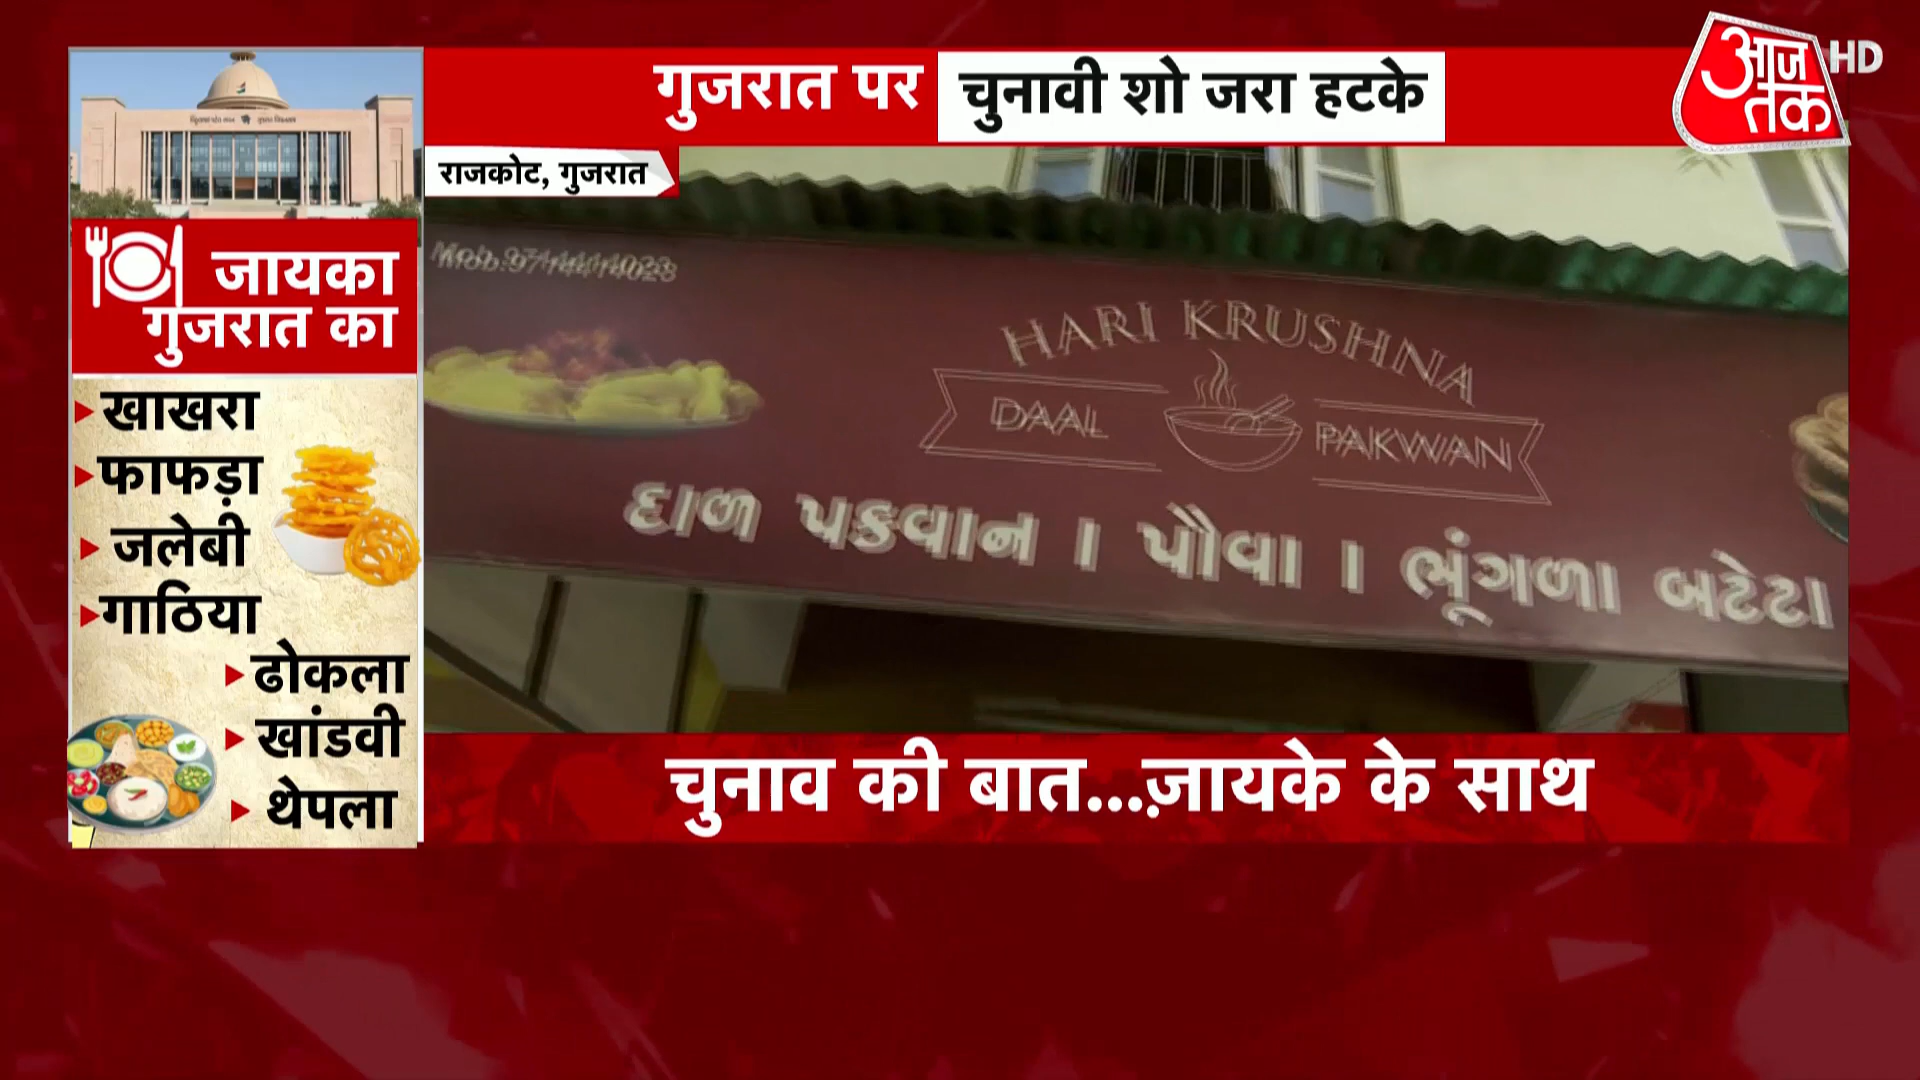 गुजरात पर चुनावी शो जरा हटके
आज तक HD
राजकोट, गुजरात
जायका
गुजरात का
खाखरा
फाफड़ा
जलेबी
गाठिया
ढोकला
खांडवी
थेपला
HARI KRUSHNA
DAAL PAKWAN
દાળ પકવાન । પૌવા । ભૂંગળા બટેટા
चुनाव की बात...ज़ायके के साथ